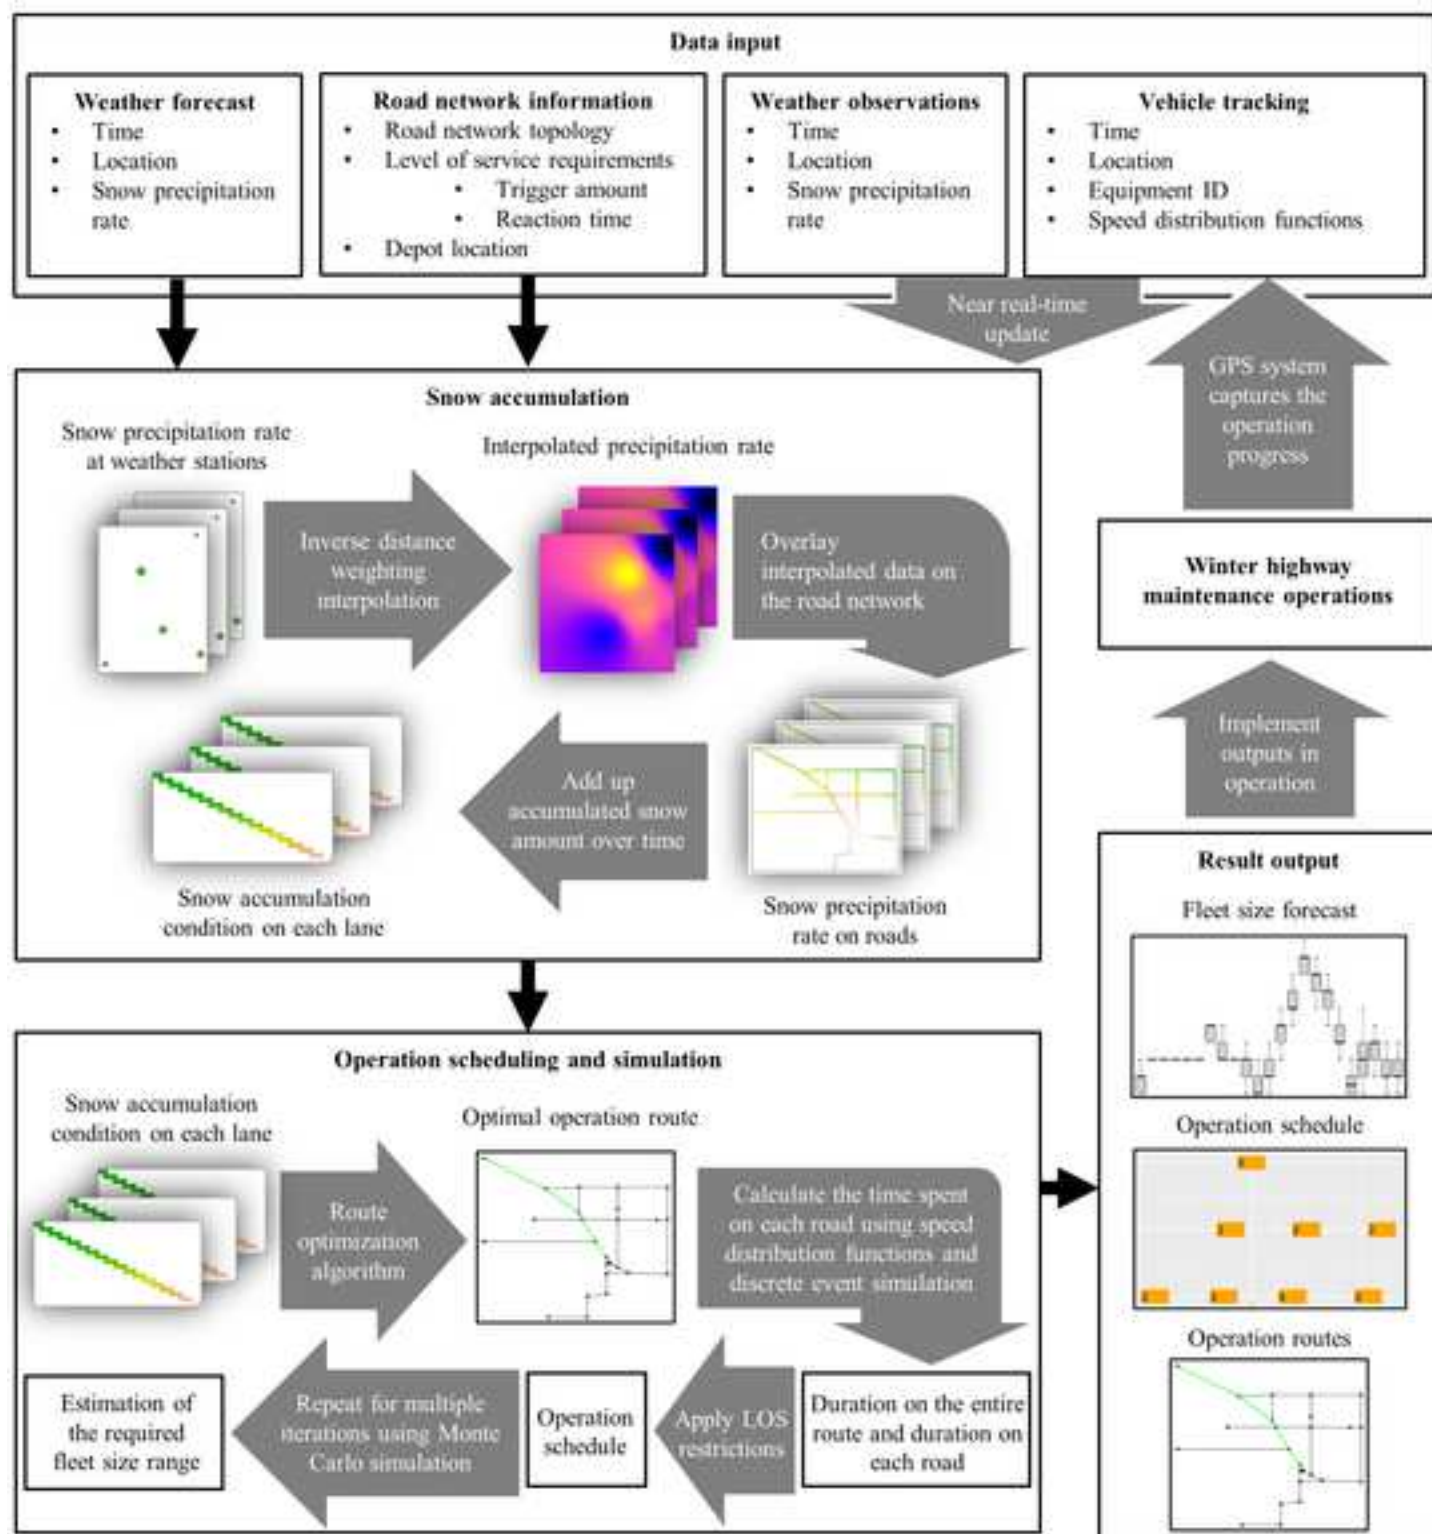 Data input
Weather forecast
• Time
• Location
• Snow precipitation
rate
Road network information
• Road network topology
• Level of service requirements
• Trigger amount
• Reaction time
• Depot location
Weather observations
• Time
• Location
• Snow precipitation
rate
Vehicle tracking
• Time
• Location
• Equipment ID
• Speed distribution functions
Near real-time
update
GPS system
captures the
operation
progress
Snow accumulation
Snow precipitation rate
at weather stations
Inverse distance
weighting
interpolation
Interpolated precipitation rate
Overlay
interpolated data on
the road network
Snow precipitation
rate on roads
Add up
accumulated snow
amount over time
Snow accumulation
condition on each lane
Winter highway
maintenance operations
Implement
outputs in
operation
Operation scheduling and simulation
Snow accumulation
condition on each lane
Route
optimization
algorithm
Optimal operation route
Calculate the time spent
on each road using speed
distribution functions and
discrete event simulation
Duration on the entire
route and duration on
each road
Apply LOS
restrictions
Operation
schedule
Repeat for multiple
iterations using Monte
Carlo simulation
Estimation of
the required
fleet size range
Result output
Fleet size forecast
Operation schedule
Operation routes